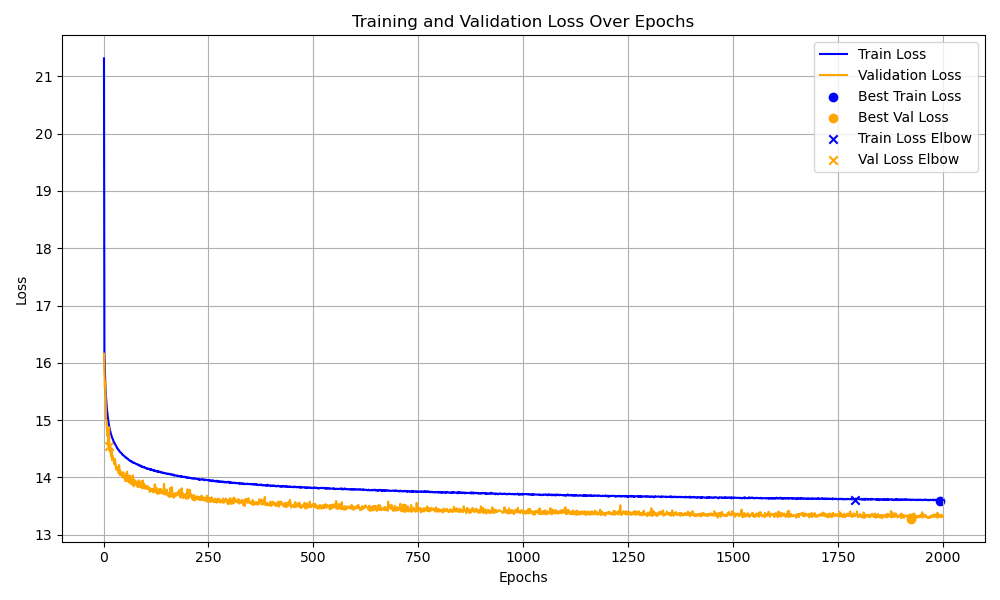 Training and Validation Loss Over Epochs
Train Loss
Validation Loss
Best Train Loss
Best Val Loss
Train Loss Elbow
Val Loss Elbow
Loss
21
20
19
18
17
16
15
14
13
0 250 500 750 1000 1250 1500 1750 2000
Epochs